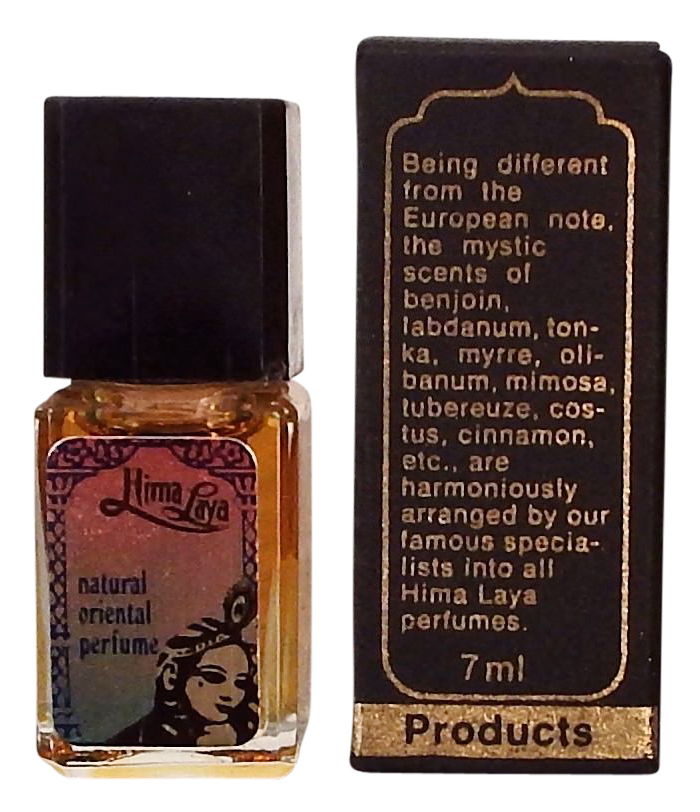 Hima Laya
natural
oriental
perfume
Being different
from the
European note,
the mystic
scents of
benjoin,
labdanum, ton-
ka, myrre, oli-
banum, mimosa,
tubereuze, cos-
tus, cinnamon,
etc., are
harmoniously
arranged by our
famous specia-
lists into all
Hima Laya
perfumes.
7ml
Products